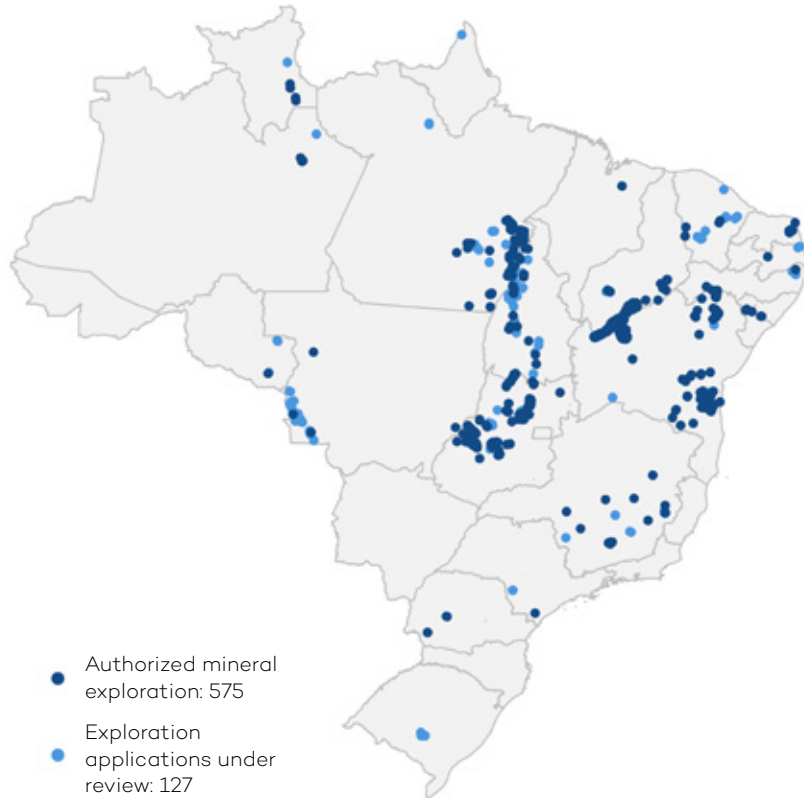 Authorized mineral
exploration: 575
Exploration
applications under
review: 127